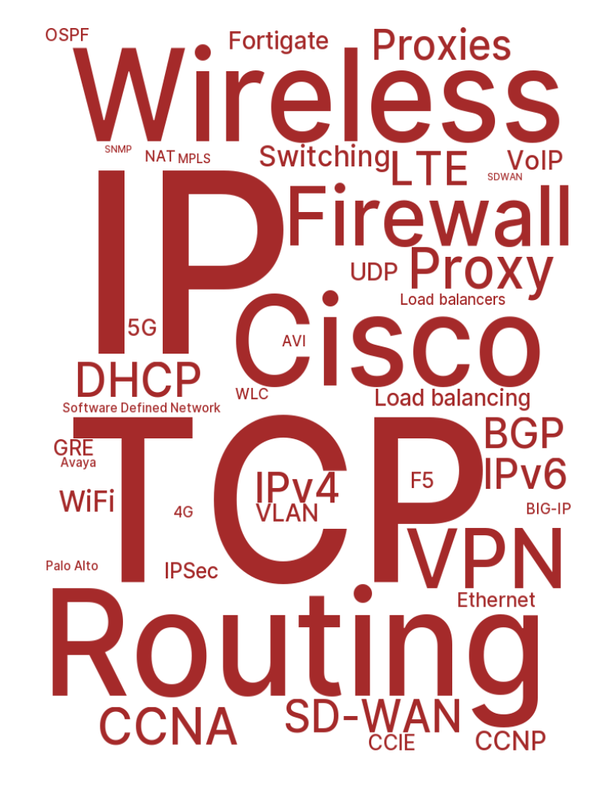 OSPF
Fortigate
Proxies
Wireless
SNMP
NAT
MPLS
Switching
LTE
VoIP
SDWAN
IP
Firewall
UDP
Proxy
Load balancers
5G
Cisco
AVI
DHCP
WLC
Load balancing
Software Defined Network
TCP
BGP
GRE
Avaya
IPv4
F5
IPv6
WiFi
4G
VLAN
BIG-IP
VPN
Palo Alto
IPSec
Ethernet
Routing
CCNA
SD-WAN
CCIE
CCNP